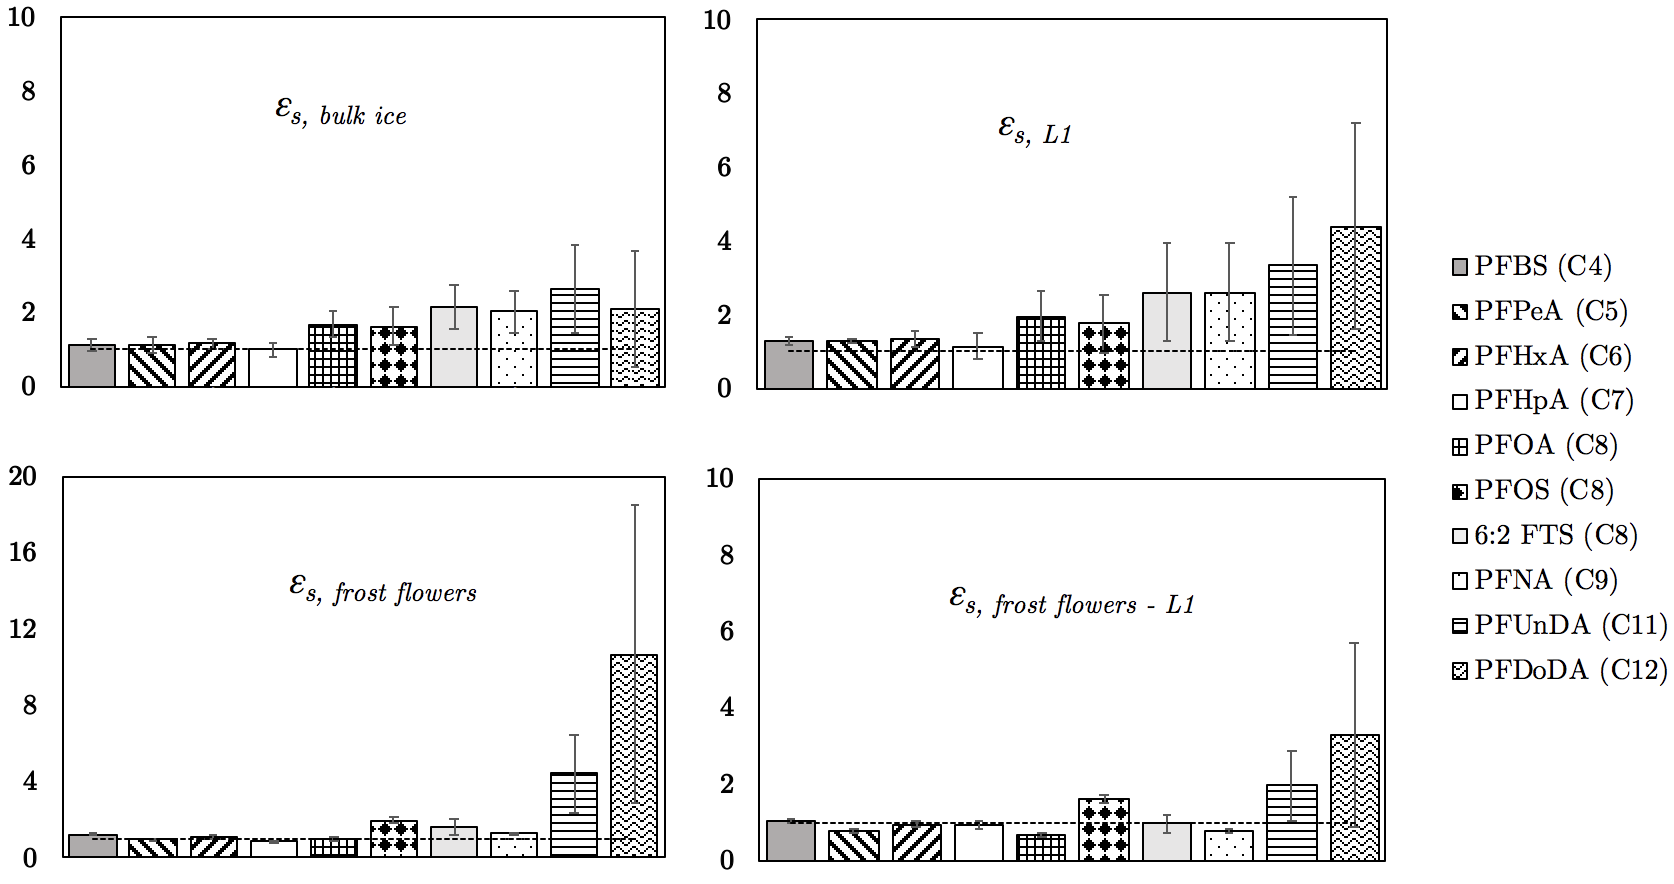 10
8
6
4
2
0
εs, bulk ice
10
8
6
4
2
0
εs, L1
20
16
12
8
4
0
εs, frost flowers
10
8
6
4
2
0
εs, frost flowers - L1
PFBS (C4)
PFPeA (C5)
PFHxA (C6)
PFHpA (C7)
PFOA (C8)
PFOS (C8)
6:2 FTS (C8)
PFNA (C9)
PFUnDA (C11)
PFDoDA (C12)